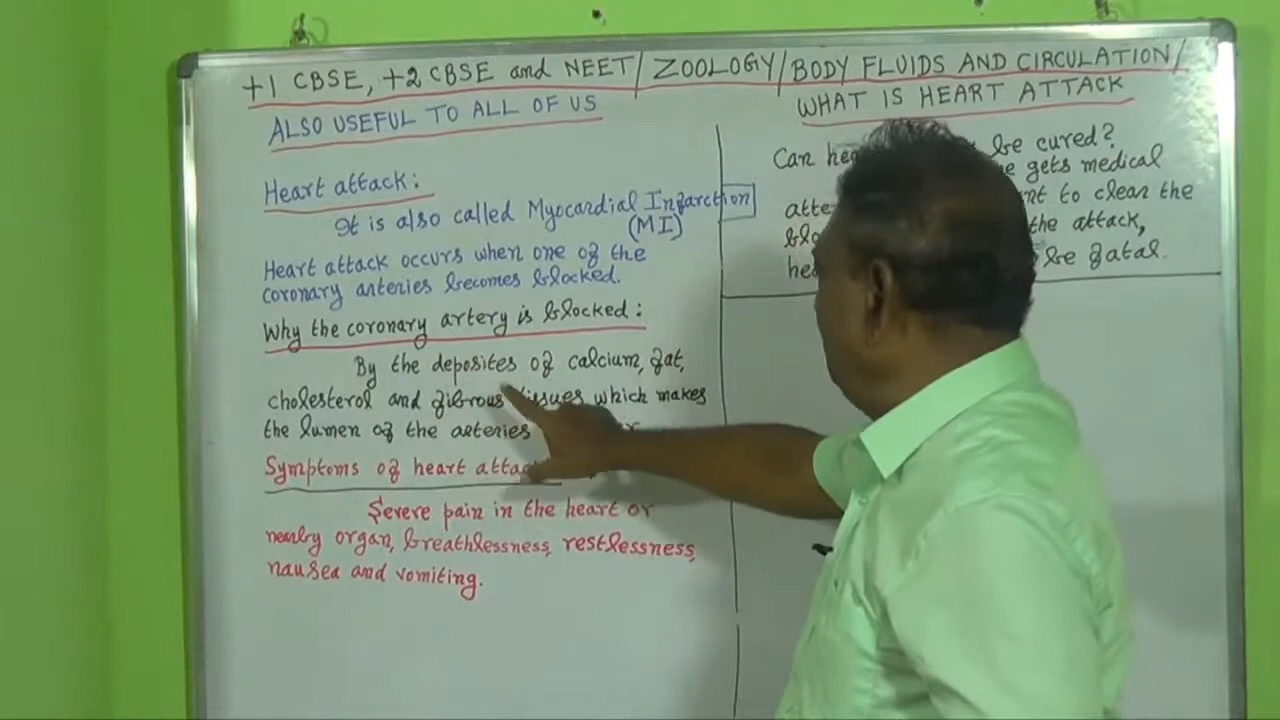 +1 CBSE, +2 CBSE and NEET/ ZOOLOGY/ BODY FLUIDS AND CIRCULATION/
WHAT IS HEART ATTACK
ALSO USEFUL TO ALL OF US
Heart attack:
It is also called Myocardial Infarction
(MI)
Heart attack occurs when one of the
coronary arteries becomes blocked.
Why the coronary artery is blocked:
By the deposites of calcium, fat,
cholesterol and fibrous tissues which makes
the lumen of the arteries
Symptoms of heart attack
Severe pain in the heart or
nearby organ, breathlessness, restlessness,
nausea and vomiting.
Can be cured?
gets medical
to clear the
the attack,
be fatal.